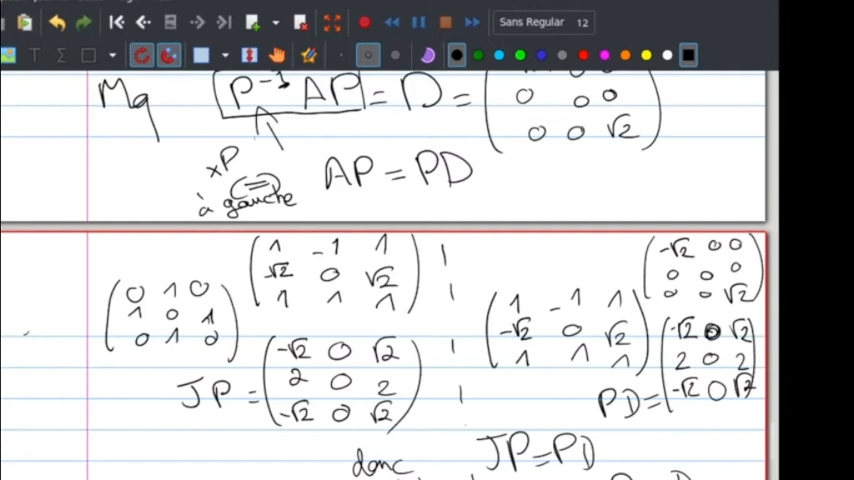 Sans Regular 12
Mq P⁻¹ AP = D = ( 0 0 0 / 0 0 √2 )
×P
à gauche (=) AP = PD
( 1 -1 1 / -√2 0 √2 / 1 1 1 ) ( -√2 0 0 / 0 0 0 / 0 0 √2 )
( 0 1 0 / 1 0 1 / 0 1 0 ) ( 1 -1 1 / -√2 0 √2 / 1 1 1 )
JP = ( -√2 0 √2 / 2 0 2 / -√2 0 √2 ) PD = ( -√2 0 √2 / 2 0 2 / -√2 0 √2 )
donc JP = PD